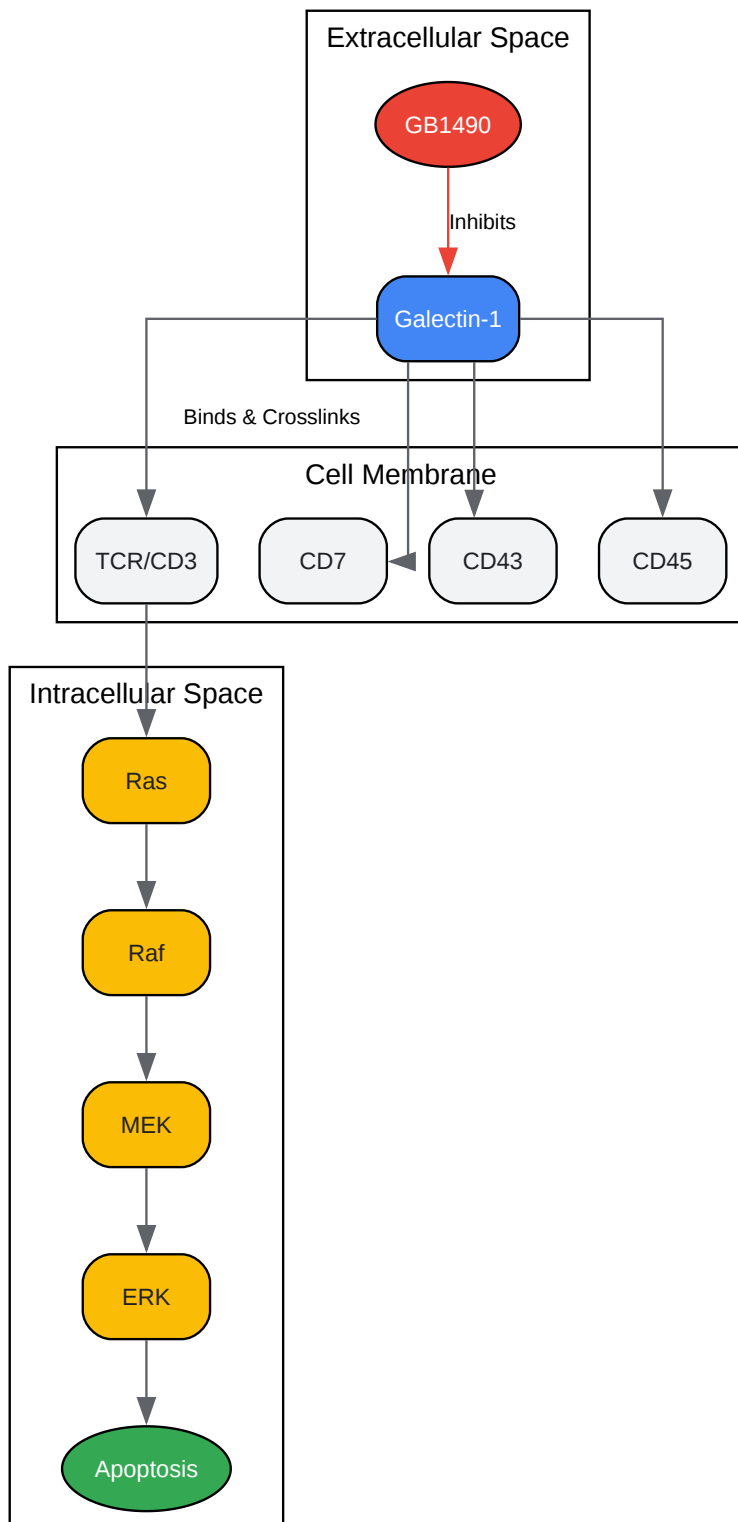 Extracellular Space
GB1490
Inhibits
Galectin-1
Binds & Crosslinks
Cell Membrane
TCR/CD3
CD7
CD43
CD45
Intracellular Space
Ras
Raf
MEK
ERK
Apoptosis